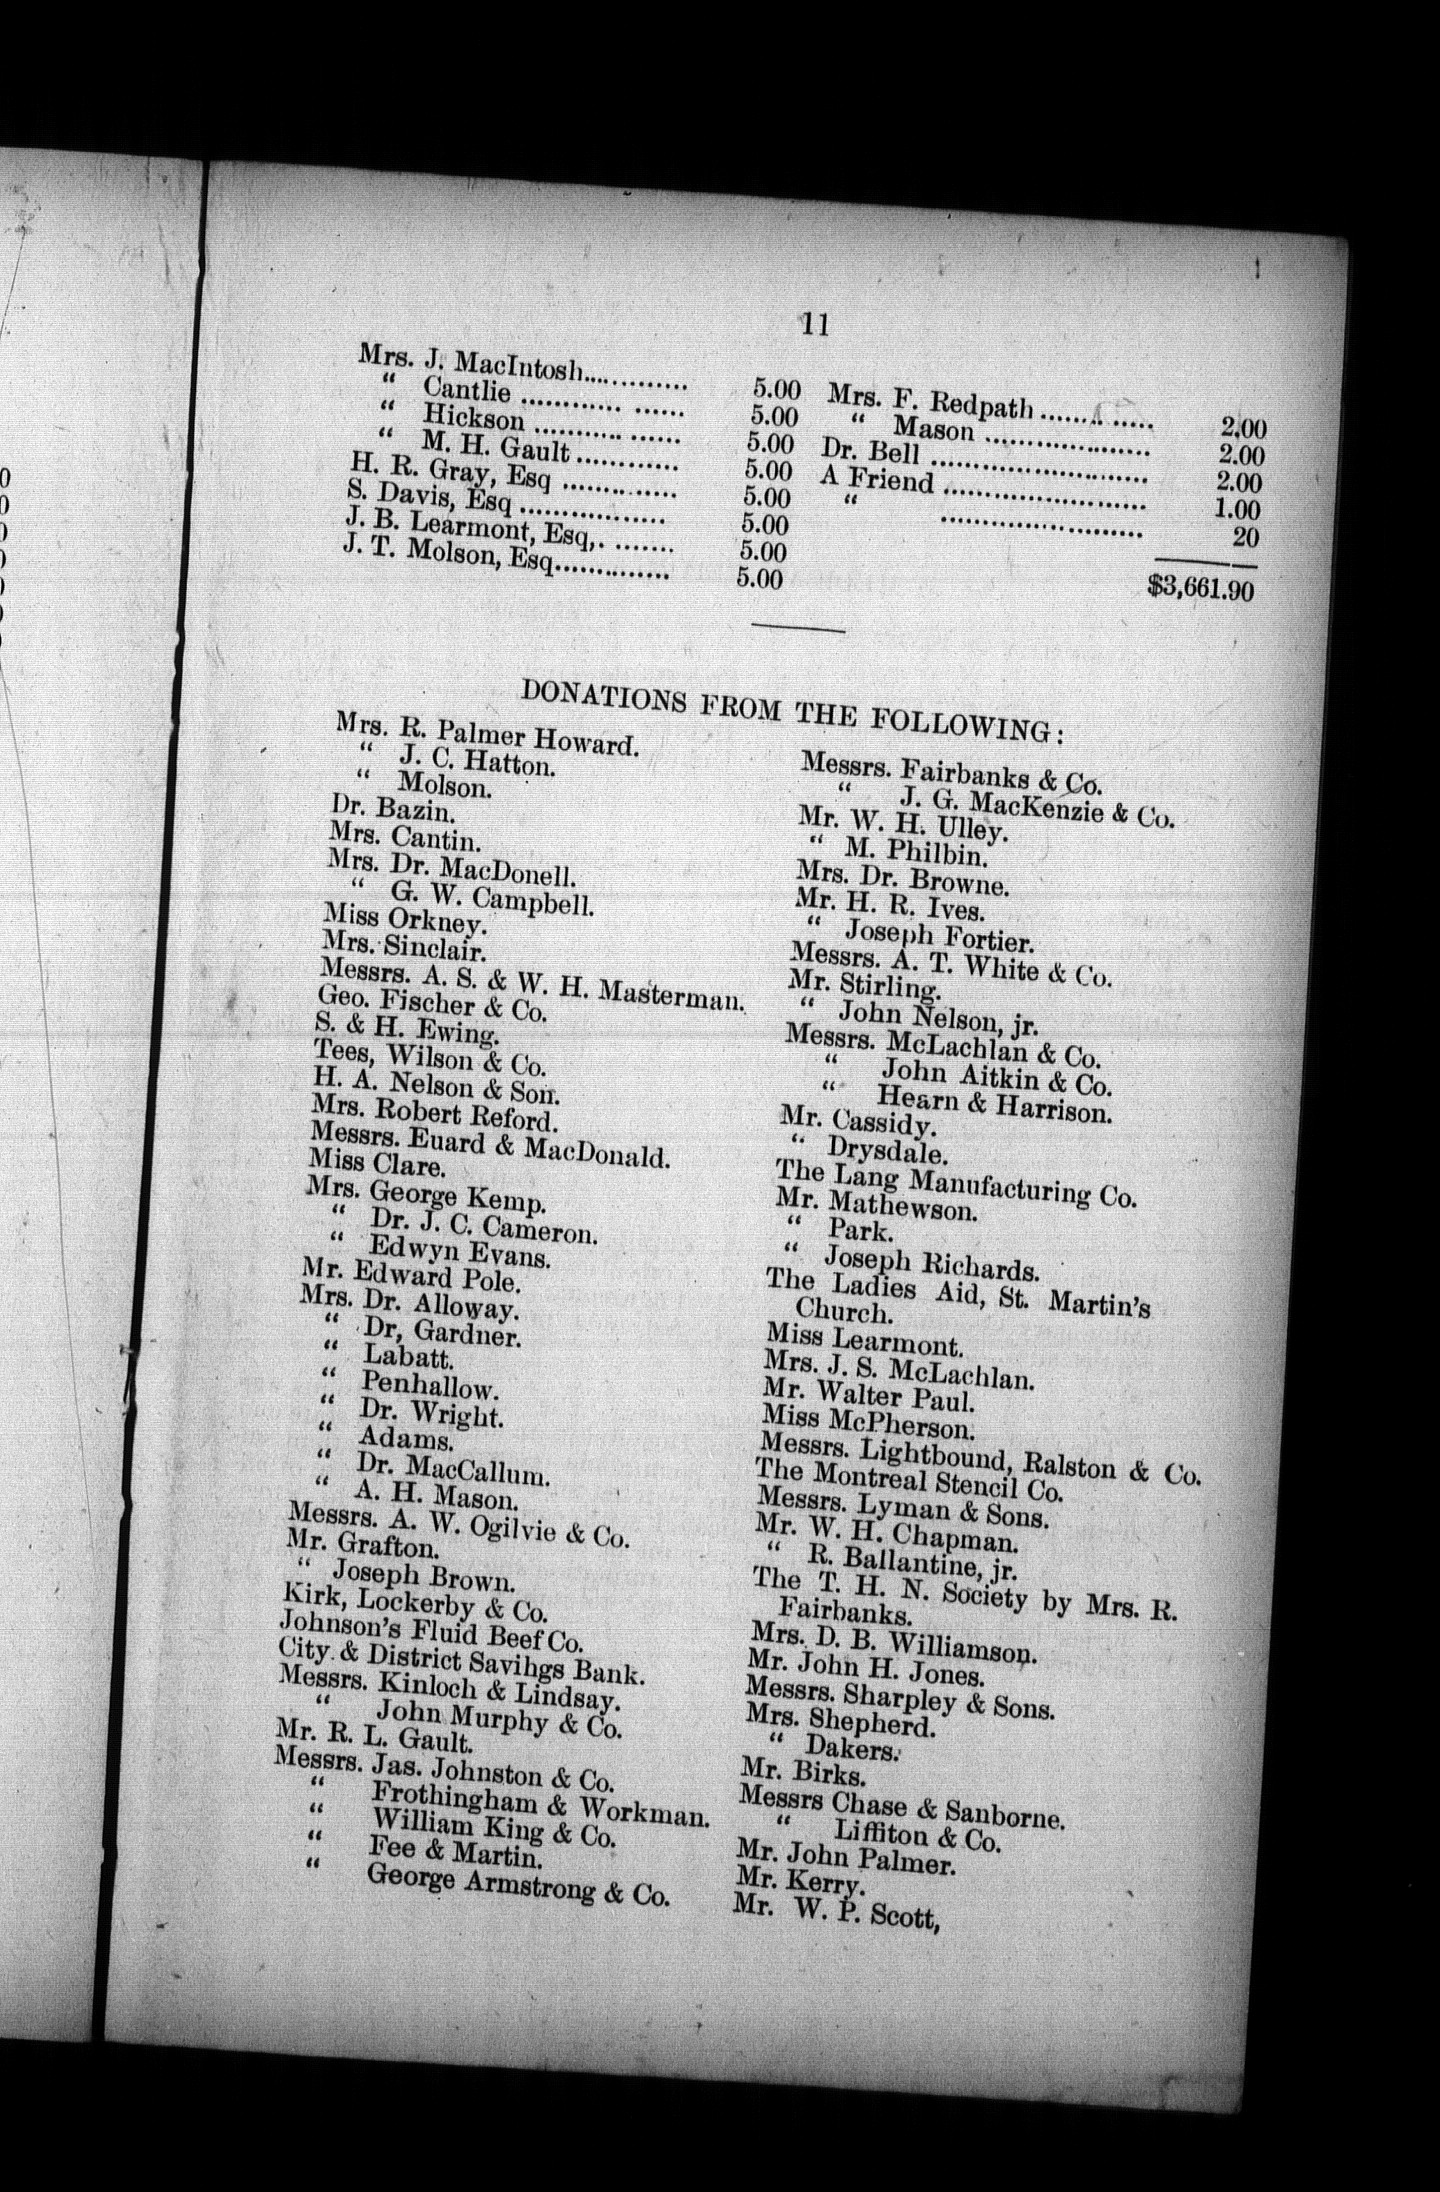 11
Mrs. J. MacIntosh............ 5.00
“ Cantlie ............ ...... 5.00
“ Hickson ........... ...... 5.00
“ M. H. Gault............ 5.00
H. R. Gray, Esq .............. 5.00
S. Davis, Esq ................. 5.00
J. B. Learmont, Esq,. ....... 5.00
J. T. Molson, Esq.............. 5.00
Mrs. F. Redpath ....... ..... 2.00
“ Mason .................... 2.00
Dr. Bell .......................... 2.00
A Friend ........................ 1.00
“ ........................ 20
$3,661.90
DONATIONS FROM THE FOLLOWING:
Mrs. R. Palmer Howard.
“ J. C. Hatton.
“ Molson.
Dr. Bazin.
Mrs. Cantin.
Mrs. Dr. MacDonell.
“ G. W. Campbell.
Miss Orkney.
Mrs. Sinclair.
Messrs. A. S. & W. H. Masterman.
Geo. Fischer & Co.
S. & H. Ewing.
Tees, Wilson & Co.
H. A. Nelson & Son.
Mrs. Robert Reford.
Messrs. Euard & MacDonald.
Miss Clare.
Mrs. George Kemp.
“ Dr. J. C. Cameron.
“ Edwyn Evans.
Mr. Edward Pole.
Mrs. Dr. Alloway.
“ Dr, Gardner.
“ Labatt.
“ Penhallow.
“ Dr. Wright.
“ Adams.
“ Dr. MacCallum.
“ A. H. Mason.
Messrs. A. W. Ogilvie & Co.
Mr. Grafton.
“ Joseph Brown.
Kirk, Lockerby & Co.
Johnson's Fluid Beef Co.
City & District Savihgs Bank.
Messrs. Kinloch & Lindsay.
“ John Murphy & Co.
Mr. R. L. Gault.
Messrs. Jas. Johnston & Co.
“ Frothingham & Workman.
“ William King & Co.
“ Fee & Martin.
“ George Armstrong & Co.
Messrs. Fairbanks & Co.
“ J. G. MacKenzie & Co.
Mr. W. H. Ulley.
“ M. Philbin.
Mrs. Dr. Browne.
Mr. H. R. Ives.
“ Joseph Fortier.
Messrs. A. T. White & Co.
Mr. Stirling.
“ John Nelson, jr.
Messrs. McLachlan & Co.
“ John Aitkin & Co.
“ Hearn & Harrison.
Mr. Cassidy.
“ Drysdale.
The Lang Manufacturing Co.
Mr. Mathewson.
“ Park.
“ Joseph Richards.
The Ladies Aid, St. Martin's
Church.
Miss Learmont.
Mrs. J. S. McLachlan.
Mr. Walter Paul.
Miss McPherson.
Messrs. Lightbound, Ralston & Co.
The Montreal Stencil Co.
Messrs. Lyman & Sons.
Mr. W. H. Chapman.
“ R. Ballantine, jr.
The T. H. N. Society by Mrs. R.
Fairbanks.
Mrs. D. B. Williamson.
Mr. John H. Jones.
Messrs. Sharpley & Sons.
Mrs. Shepherd.
“ Dakers.
Mr. Birks.
Messrs Chase & Sanborne.
“ Liffiton & Co.
Mr. John Palmer.
Mr. Kerry.
Mr. W. P. Scott,